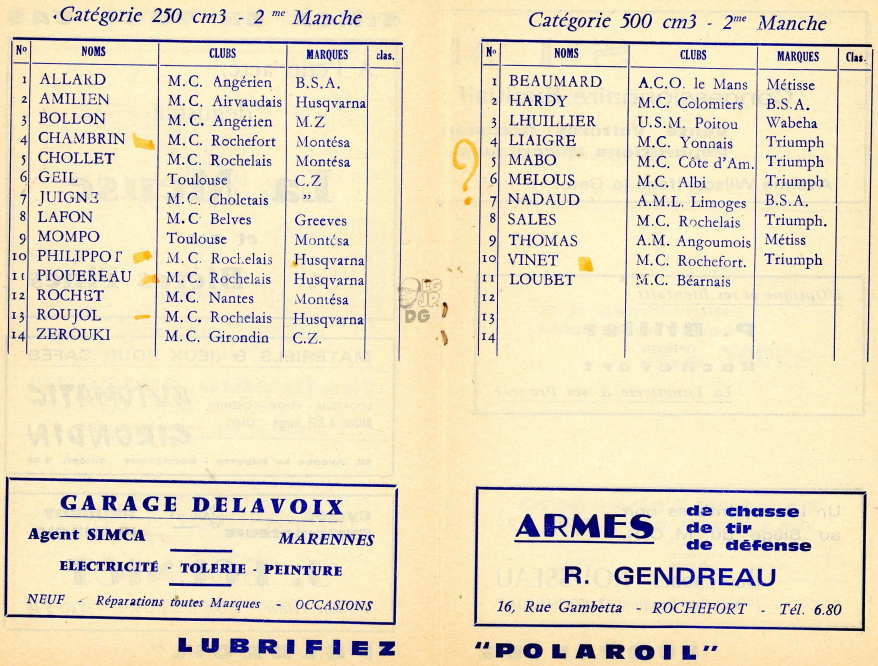 Catégorie 250 cm3 - 2 me Manche
No NOMS CLUBS MARQUES clas.
1 ALLARD M.C. Angérien B.S.A.
2 AMILIEN M.C. Airvaudais Husqvarna
3 BOLLON M.C. Angérien M.Z
4 CHAMBRIN M.C. Rochefort Montésa
5 CHOLLET M.C. Rochelais Montésa
6 GEIL Toulouse C.Z
7 JUIGNE M.C. Choletais "
8 LAFON M.C Belves Greeves
9 MOMPO Toulouse Montésa
10 PHILIPPOT M.C. Rochelais Husqvarna
11 PIOUEREAU M.C. Rochelais Husqvarna
12 ROCHET M.C. Nantes Montésa
13 ROUJOL M.C. Rochelais Husqvarna
14 ZEROUKI M.C. Girondin C.Z.
GARAGE DELAVOIX
Agent SIMCA MARENNES
ELECTRICITÉ - TOLERIE - PEINTURE
NEUF - Réparations toutes Marques - OCCASIONS
LUBRIFIEZ
Catégorie 500 cm3 - 2me Manche
No NOMS CLUBS MARQUES Clas.
1 BEAUMARD A.C.O. le Mans Métisse
2 HARDY M.C. Colomiers B.S.A.
3 LHUILLIER U.S.M. Poitou Wabeha
4 LAIGRE M.C. Yonnais Triumph
5 MABO M.C. Côte d'Am. Triumph
6 MELOUS M.C. Albi Triumph
7 NADAUD A.M.L. Limoges B.S.A.
8 SALES M.C. Rochelais Triumph.
9 THOMAS A.M. Angoumois Métiss
10 VINET M.C. Rochefort. Triumph
11 LOUBET M.C. Béarnais
12
13
14
?
ARMES de chasse
de tir
de défense
R. GENDREAU
16, Rue Gambetta - ROCHEFORT - Tél. 6.80
"POLAROIL"
DG